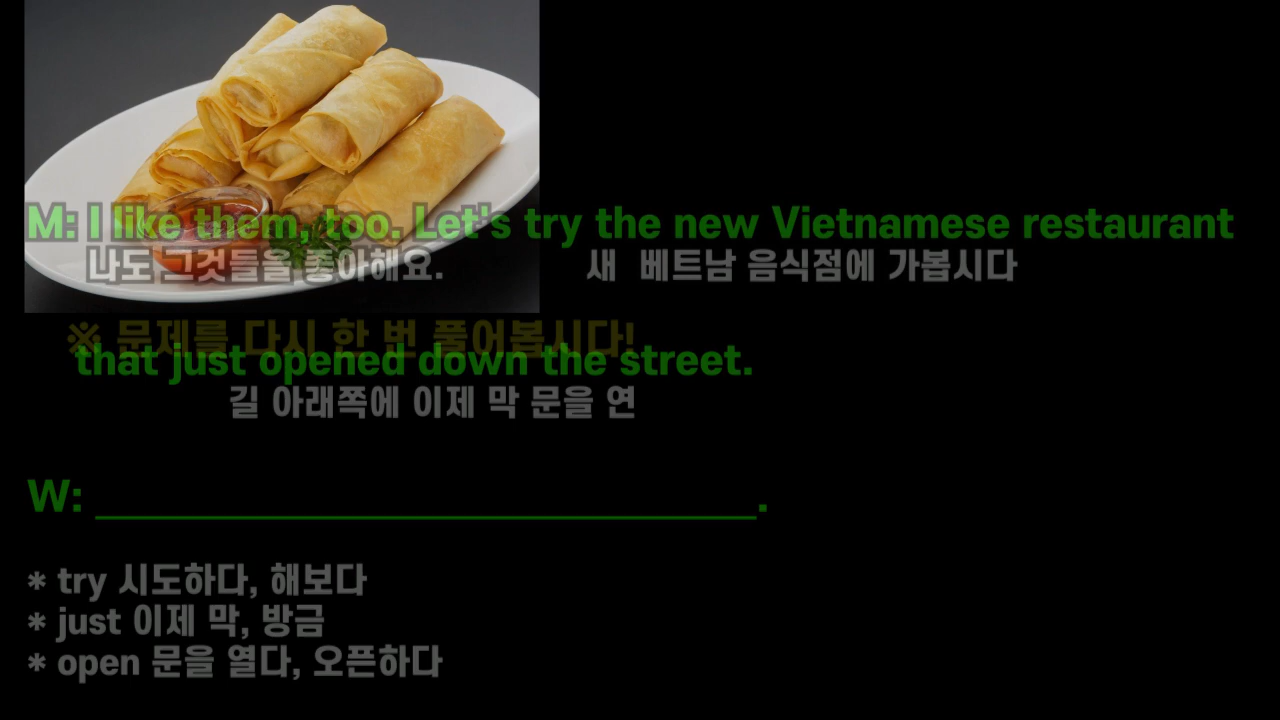 M: I like them, too. Let's try the new Vietnamese restaurant
나도 그것들을 좋아해요. 새 베트남 음식점에 가봅시다
※ 문제를 다시 한 번 풀어봅시다!
that just opened down the street.
길 아래쪽에 이제 막 문을 연
W: ______________________________.
* try 시도하다, 해보다
* just 이제 막, 방금
* open 문을 열다, 오픈하다